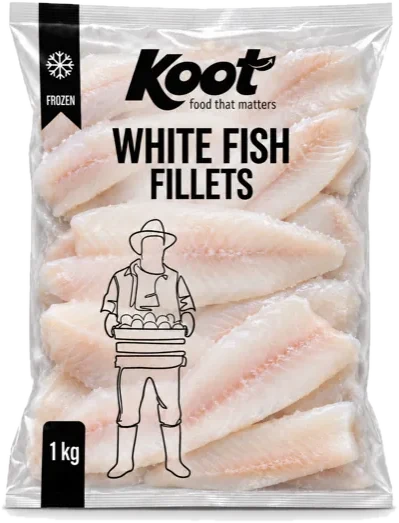 Koot
food that matters
FROZEN
WHITE FISH
FILLETS
1 kg